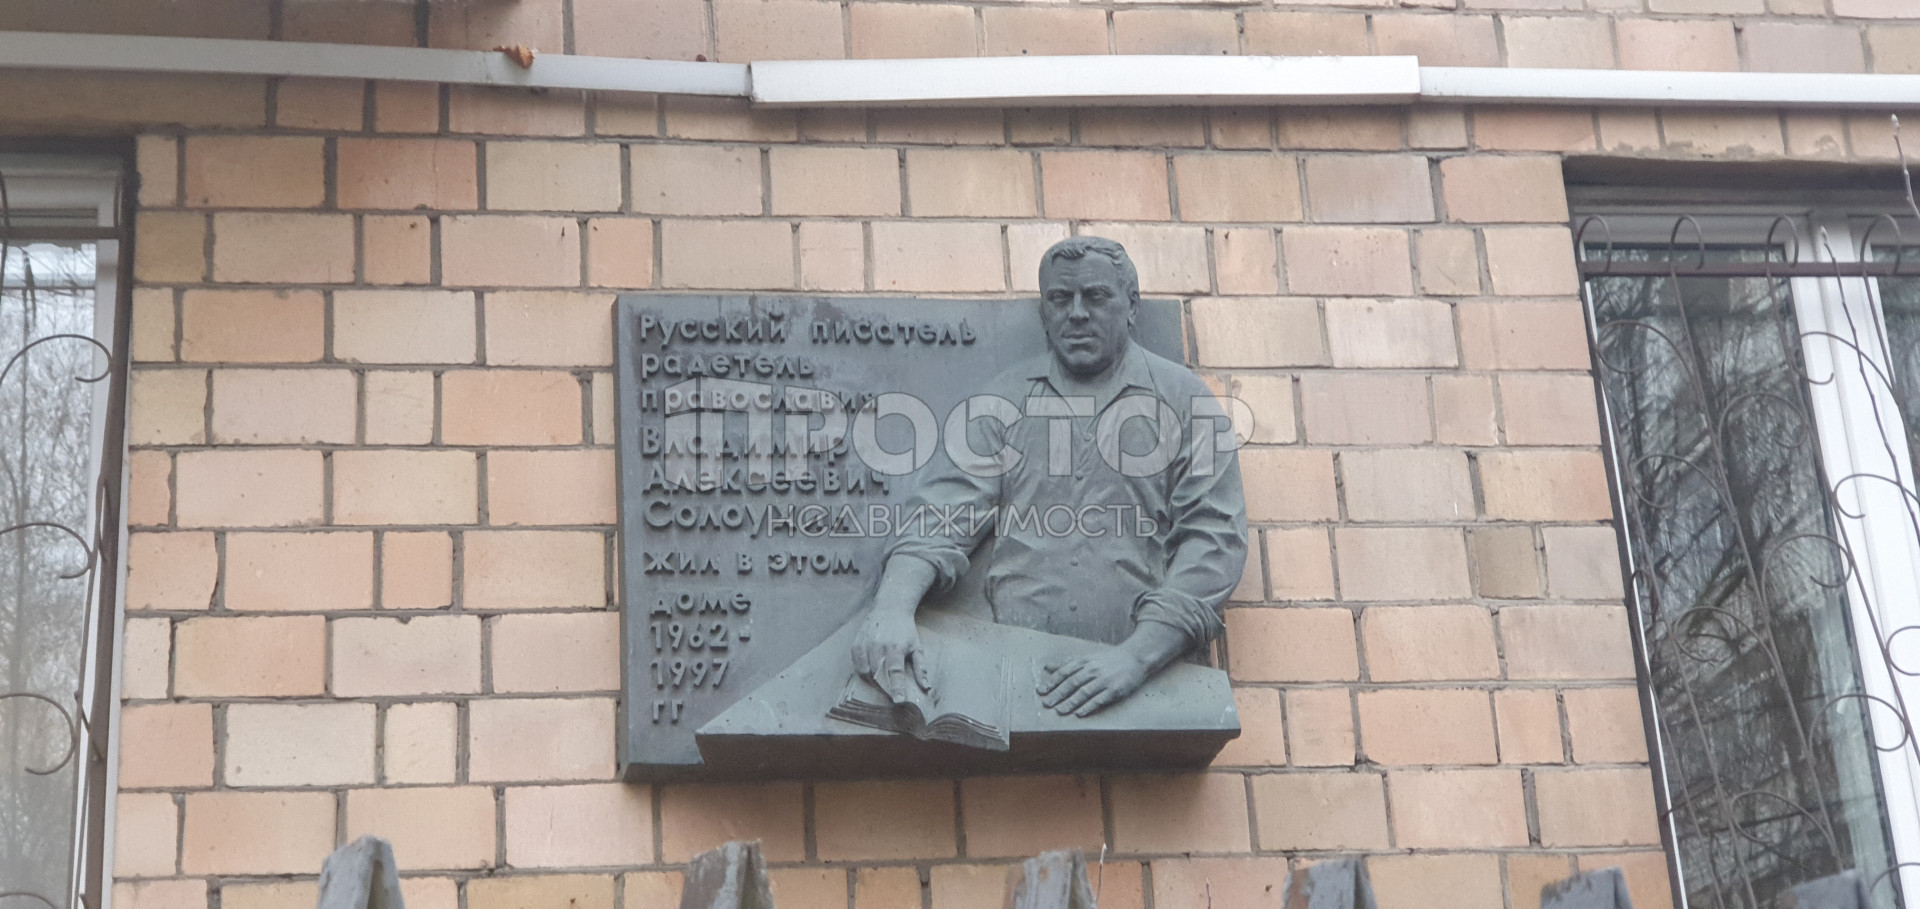 Русский писатель
радетель
православия
Владимир
Алексеевич
Солоухин
жил в этом
доме
1962-
1997
гг
ПРОСТОР
НЕДВИЖИМОСТЬ